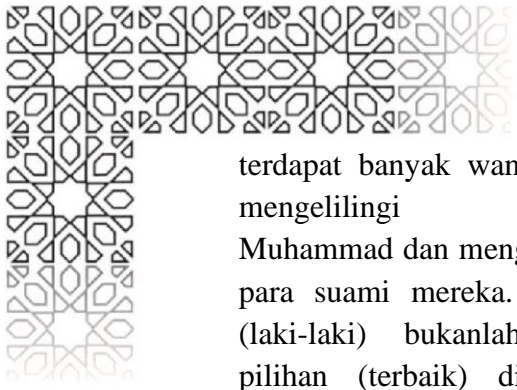 terdapat banyak wan
mengelilingi
Muhammad dan meng
para suami mereka.
(laki-laki) bukanlah
pilihan (terbaik) di